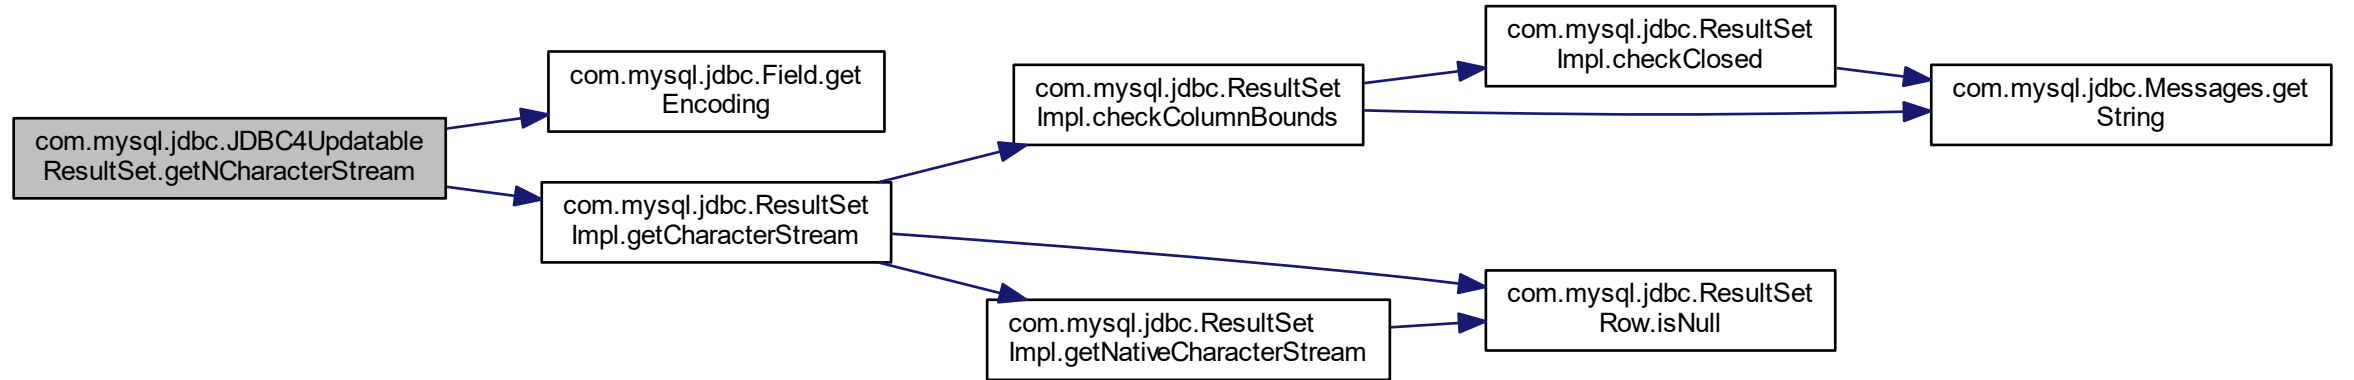 com.mysql.jdbc.JDBC4Updatable
ResultSet.getNCharacterStream
com.mysql.jdbc.Field.get
Encoding
com.mysql.jdbc.ResultSet
Impl.getCharacterStream
com.mysql.jdbc.ResultSet
Impl.checkColumnBounds
com.mysql.jdbc.ResultSet
Impl.getNativeCharacterStream
com.mysql.jdbc.ResultSet
Impl.checkClosed
com.mysql.jdbc.ResultSet
Row.isNull
com.mysql.jdbc.Messages.get
String